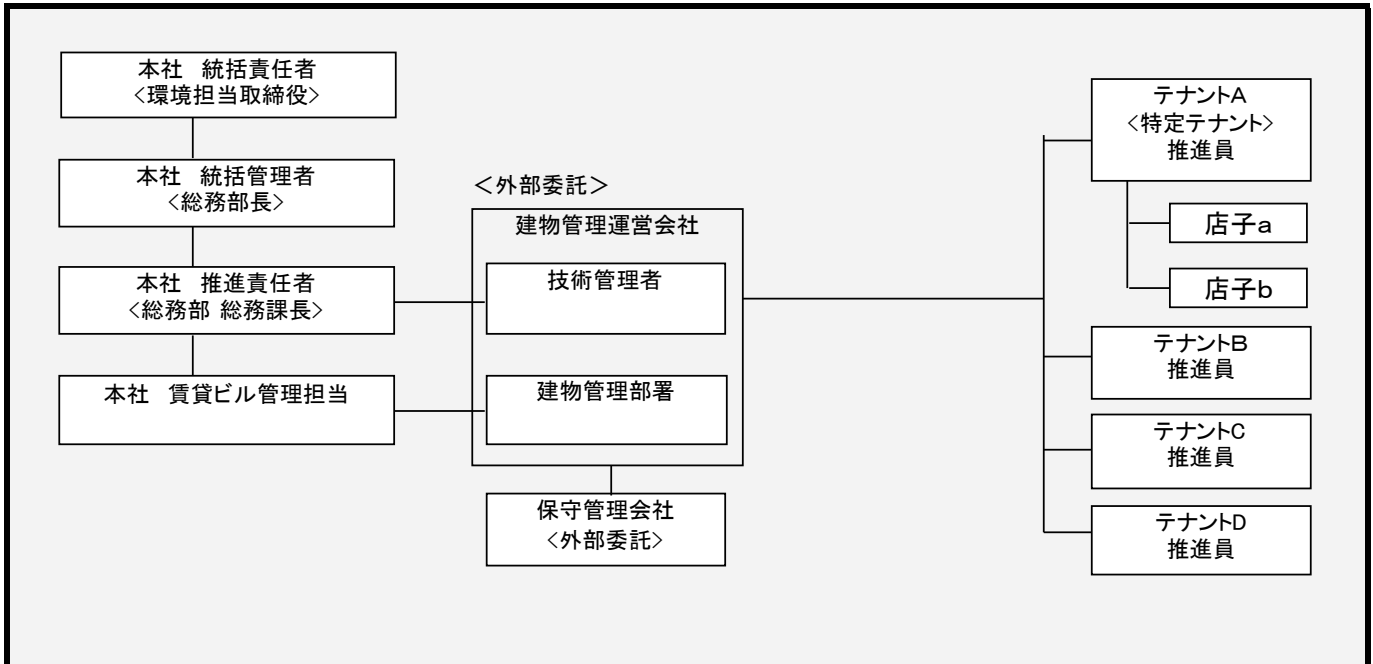 本社　統括責任者
<環境担当取締役>
本社　統括管理者
<総務部長>
本社　推進責任者
<総務部 総務課長>
本社　賃貸ビル管理担当
＜外部委託＞
建物管理運営会社
技術管理者
建物管理部署
保守管理会社
<外部委託>
テナントA
<特定テナント>
推進員
店子a
店子b
テナントB
推進員
テナントC
推進員
テナントD
推進員